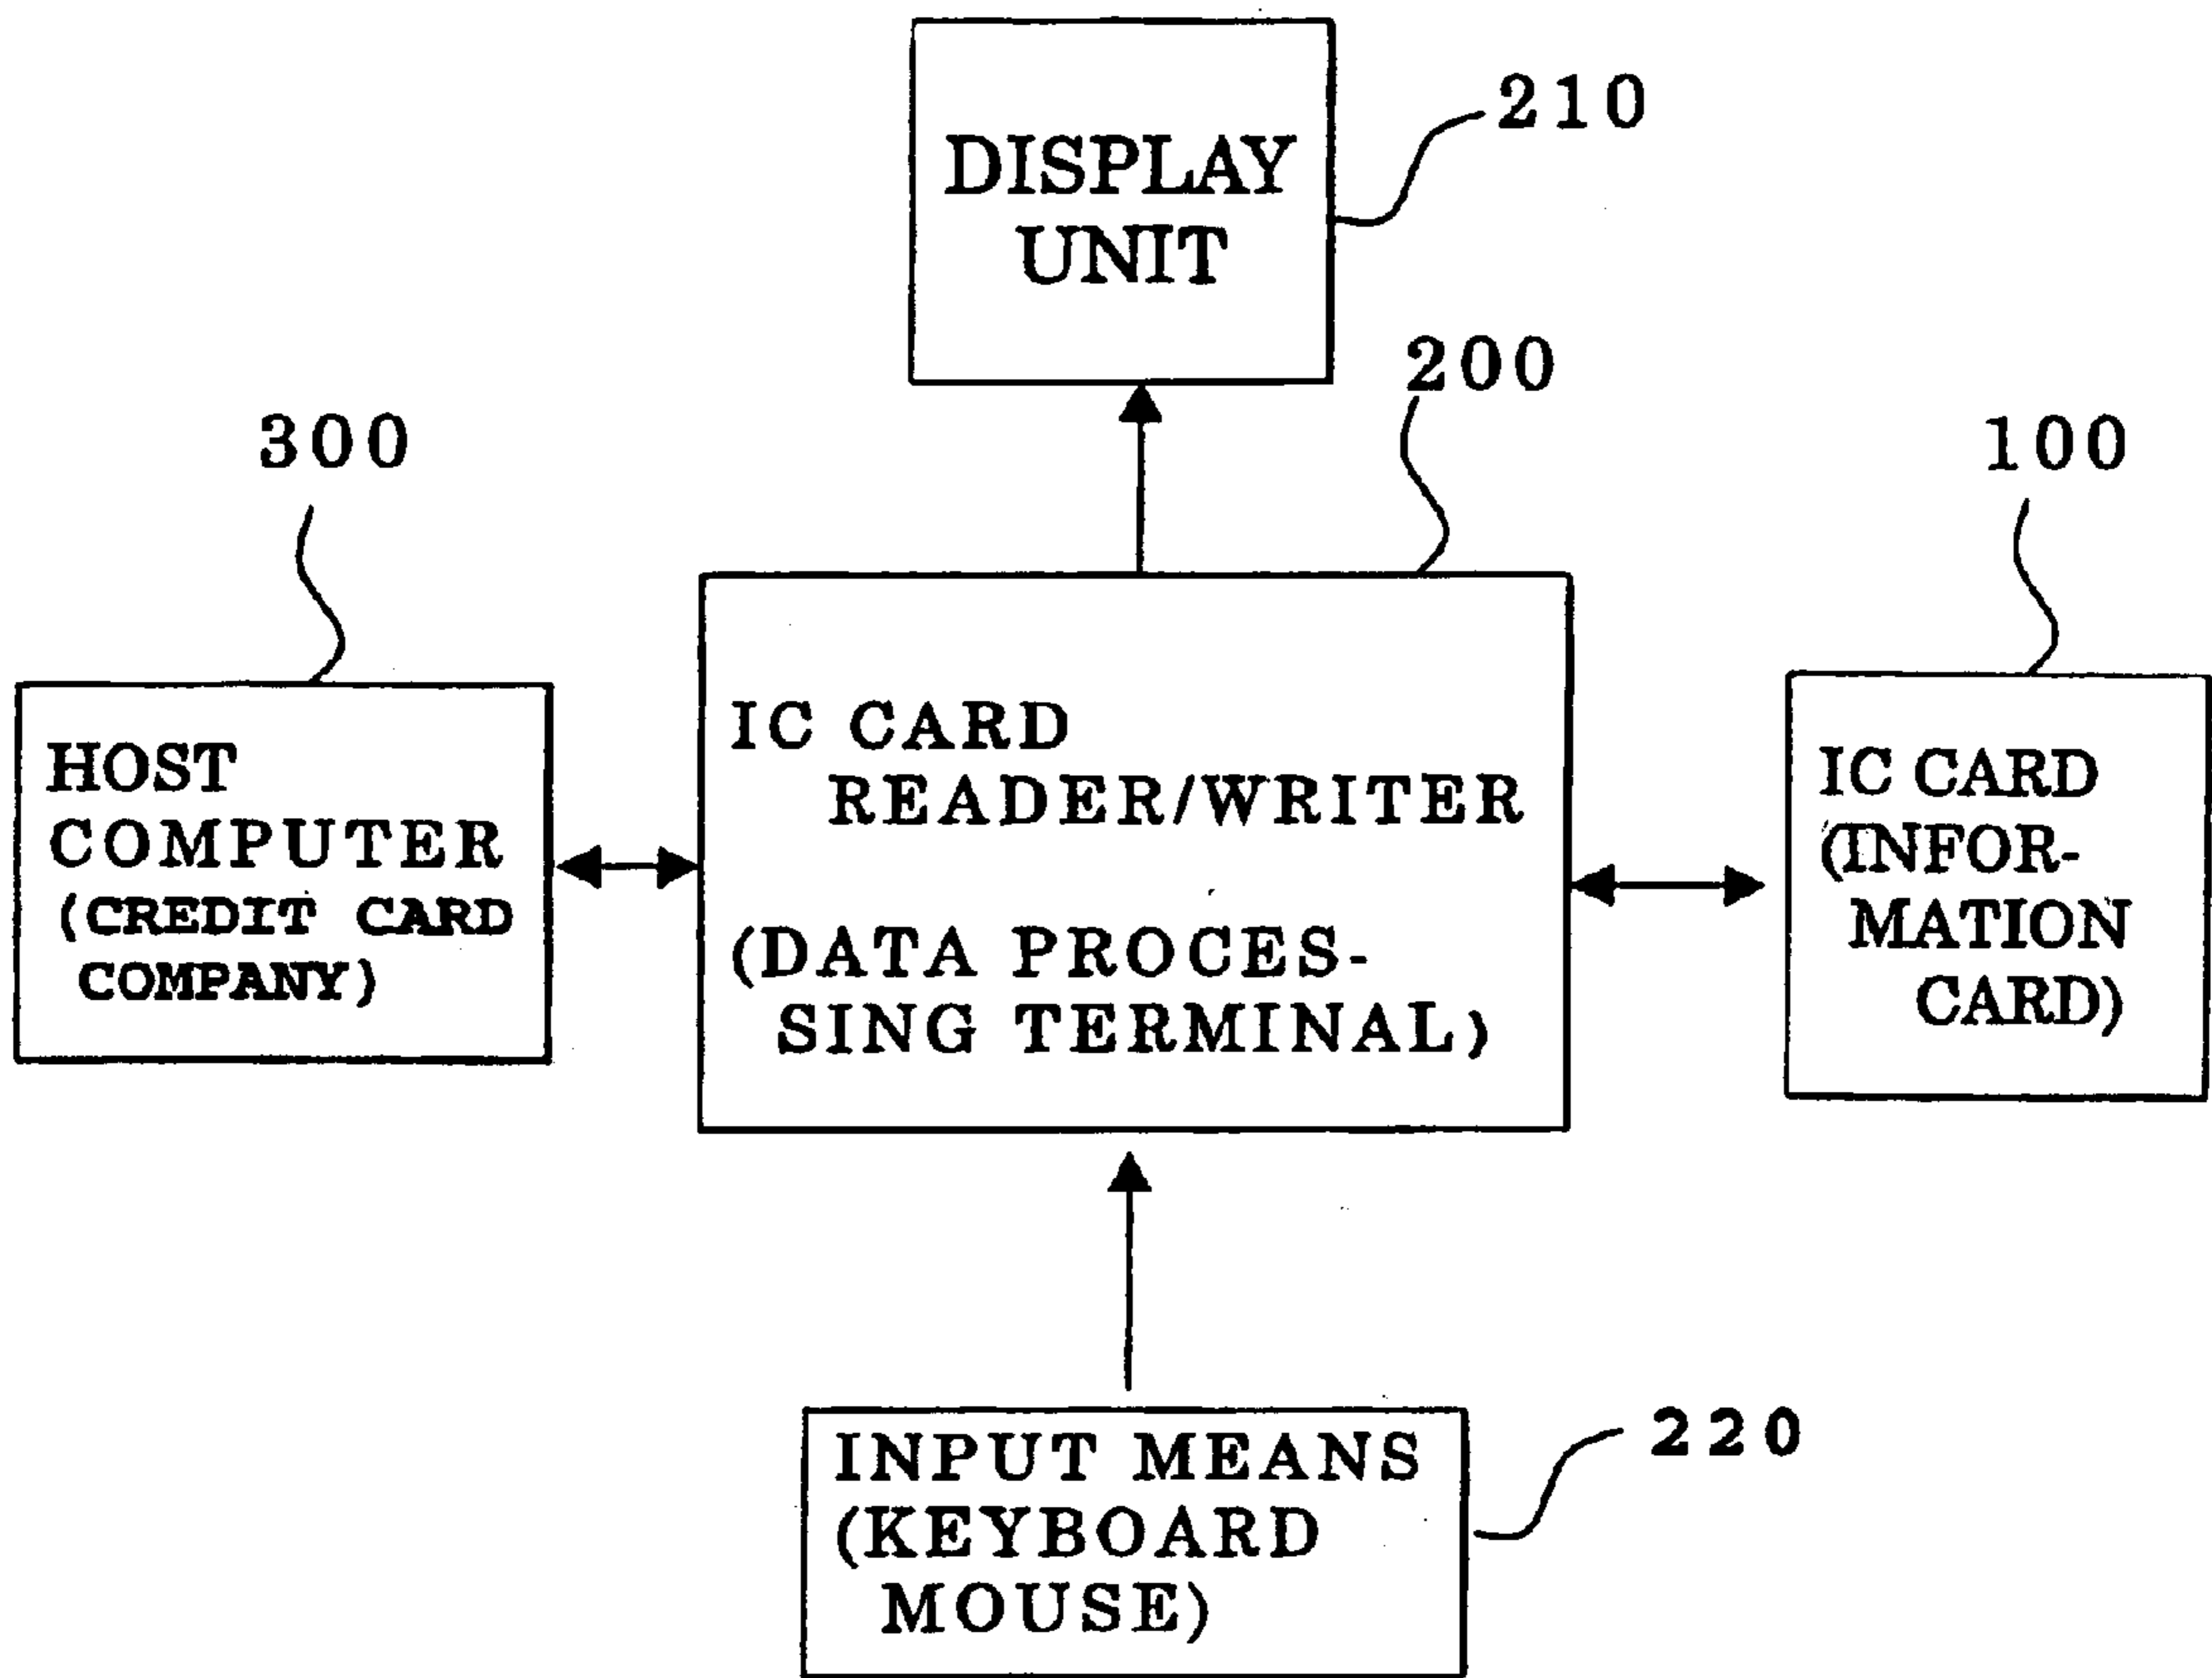 DISPLAY
UNIT
210
200
300
100
HOST
COMPUTER
(CREDIT CARD
COMPANY)
IC CARD
READER/WRITER
(DATA PROCES-
SING TERMINAL)
IC CARD
(INFOR-
MATION
CARD)
INPUT MEANS
(KEYBOARD
MOUSE)
220